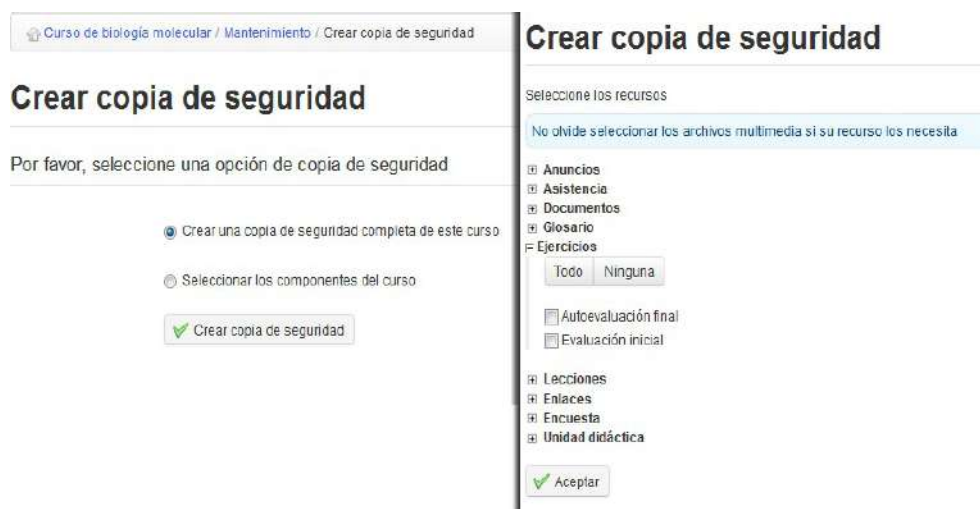 Curso de biología molecular / Mantenimiento / Crear copia de seguridad
Crear copia de seguridad
Por favor, seleccione una opción de copia de seguridad
Crear una copia de seguridad completa de este curso
Seleccionar los componentes del curso
Crear copia de seguridad
Crear copia de seguridad
Seleccione los recursos
No olvide seleccionar los archivos multimedia si su recurso los necesita
Anuncios
Asistencia
Documentos
Glosario
Ejercicios
Todo Ninguna
Autoevaluación final
Evaluación inicial
Lecciones
Enlaces
Encuesta
Unidad didáctica
Aceptar